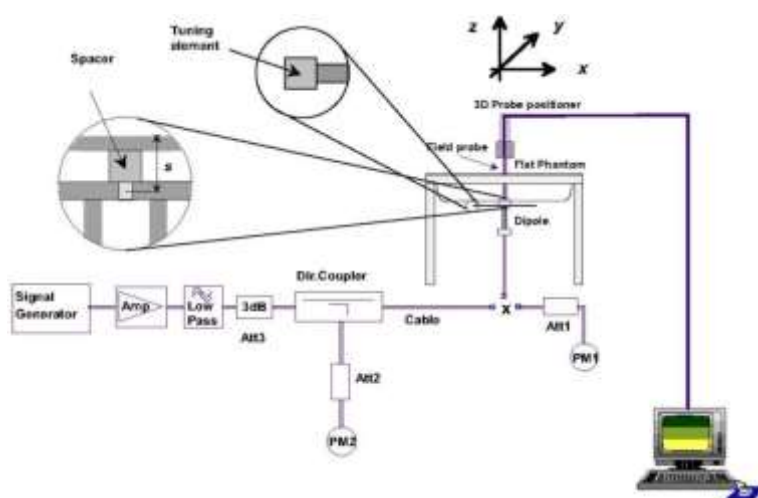 Tuning
element
Spacer
s
z
y
x
3D Probe positioner
Field probe
Flat Phantom
Dipole
Signal
Generator
Amp
Low
Pass
3dB
Att3
Dir.Coupler
Cable
x
Att1
PM1
Att2
PM2